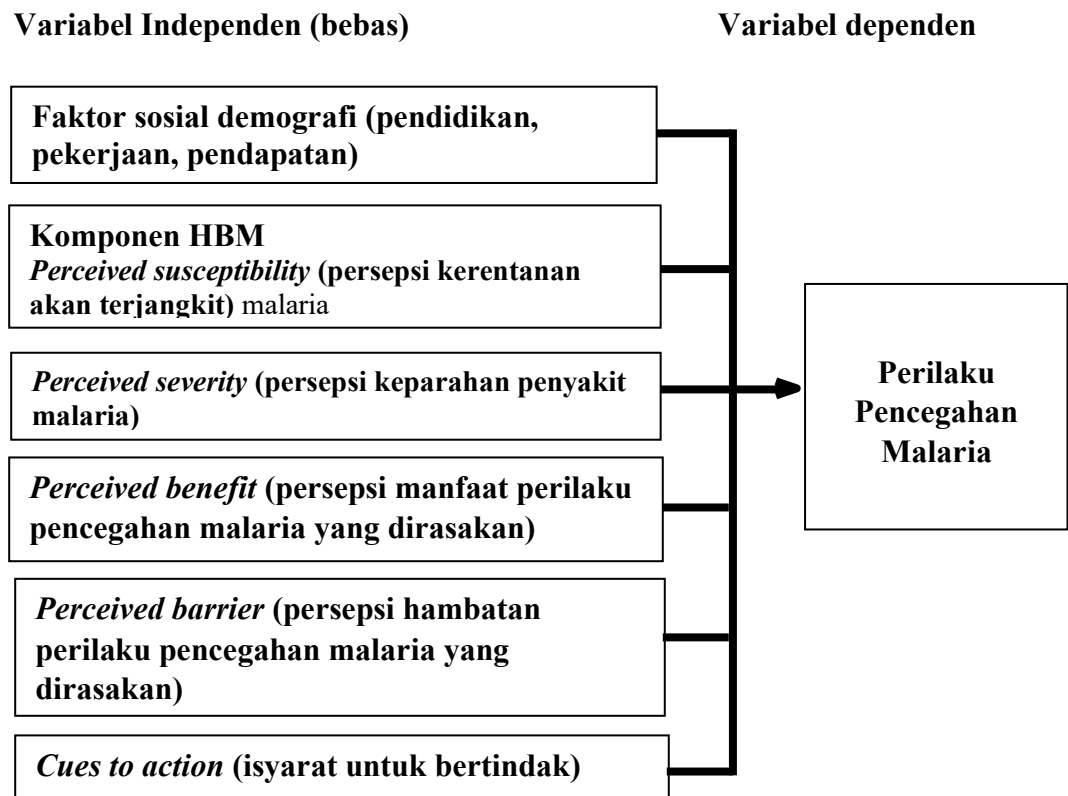 Variabel Independen (bebas)
Variabel dependen
Faktor sosial demografi (pendidikan,
pekerjaan, pendapatan)
Komponen HBM
Perceived susceptibility (persepsi kerentanan
akan terjangkit) malaria
Perceived severity (persepsi keparahan penyakit
malaria)
Perceived benefit (persepsi manfaat perilaku
pencegahan malaria yang dirasakan)
Perceived barrier (persepsi hambatan
perilaku pencegahan malaria yang
dirasakan)
Cues to action (isyarat untuk bertindak)
Perilaku
Pencegahan
Malaria